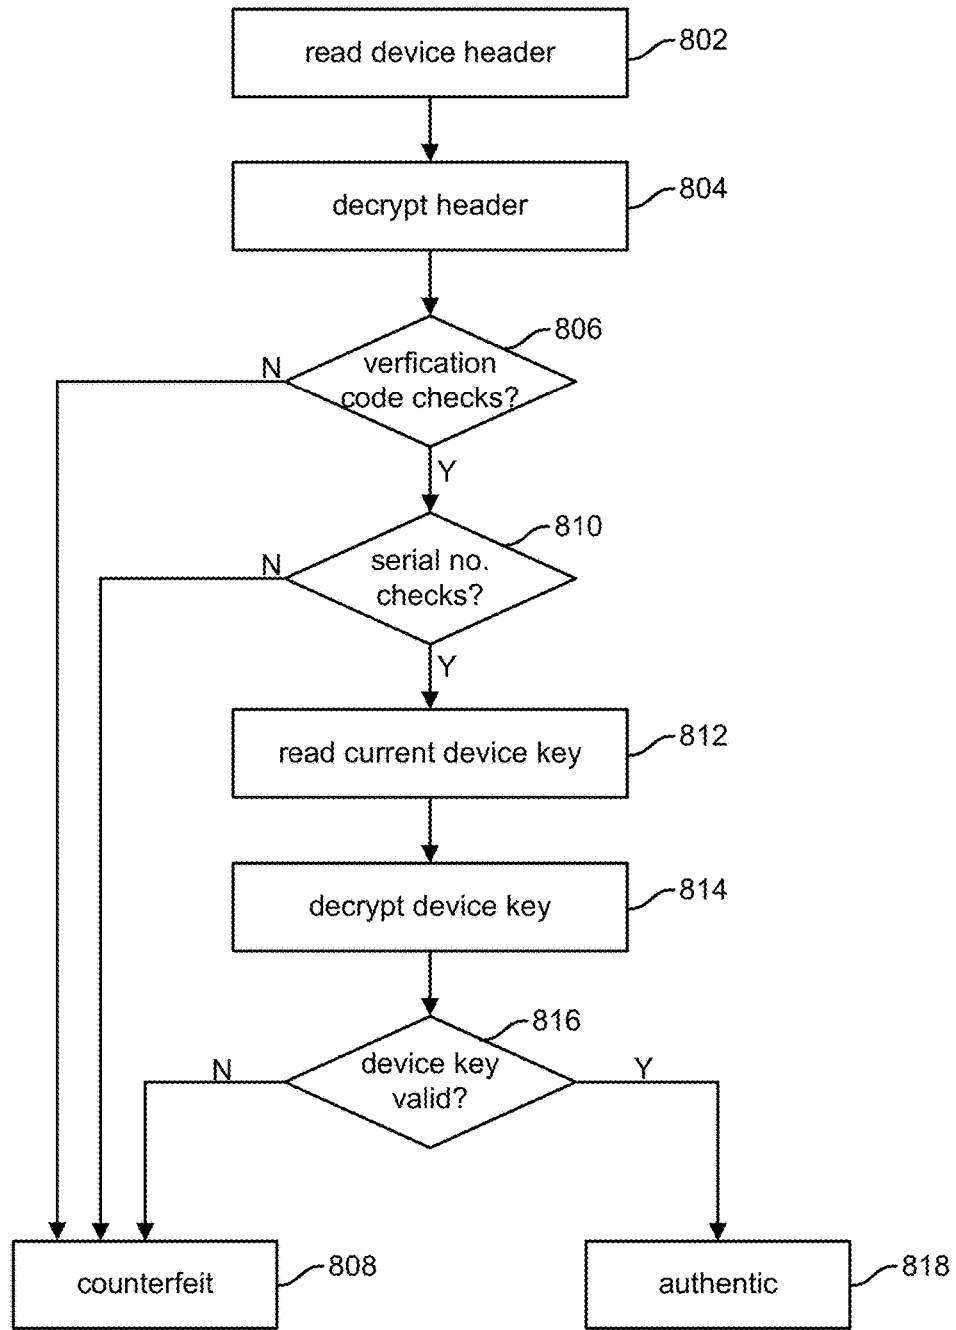 read device header
802
decrypt header
804
806
verfication
code checks?
N
Y
810
serial no.
checks?
N
Y
read current device key
812
decrypt device key
814
816
device key
valid?
N
Y
counterfeit
808
authentic
818